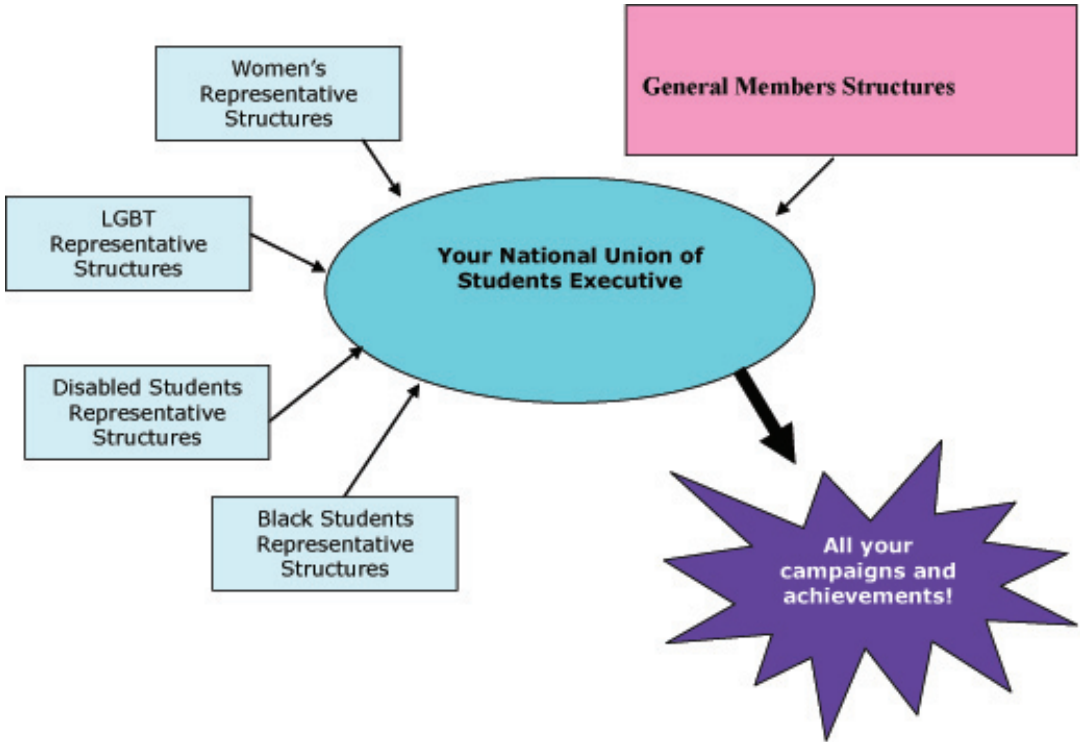 Women's
Representative
Structures
General Members Structures
LGBT
Representative
Structures
Your National Union of
Students Executive
Disabled Students
Representative
Structures
Black Students
Representative
Structures
All your
campaigns and
achievements!